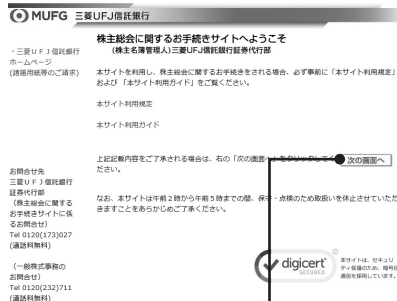 MUFG 三菱UFJ信託銀行
株主総会に関するお手続きサイトへようこそ
(株主名簿管理人)三菱UFJ信託銀行証券代行部
・三菱UFJ信託銀行
ホームページ
(諸届用紙等のご請求)
本サイトを利用し、株主総会に関するお手続きをされる場合、必ず事前に「本サイト利用規定」
および 「本サイト利用ガイド」をご覧ください。
本サイト利用規定
本サイト利用ガイド
上記記載内容をご了承される場合は、右の「次の画面へ」をクリックしてく
ださい。
次の画面へ
なお、本サイトは午前2時から午前5時までの間、保守・点検のため取扱いを休止させていただ
きますことをあらかじめご了承ください。
お問合せ先
三菱UFJ信託銀行
証券代行部
(株主総会に関する
お手続きサイトに係
るお問合せ)
Tel 0120(173)027
(通話料無料)
(一般株式事務の
お問合せ)
Tel 0120(232)711
(通話料無料)
digicert
SECURED
本サイトは、セキュリ
ティ保護のため、暗号化
通信を採用しています。